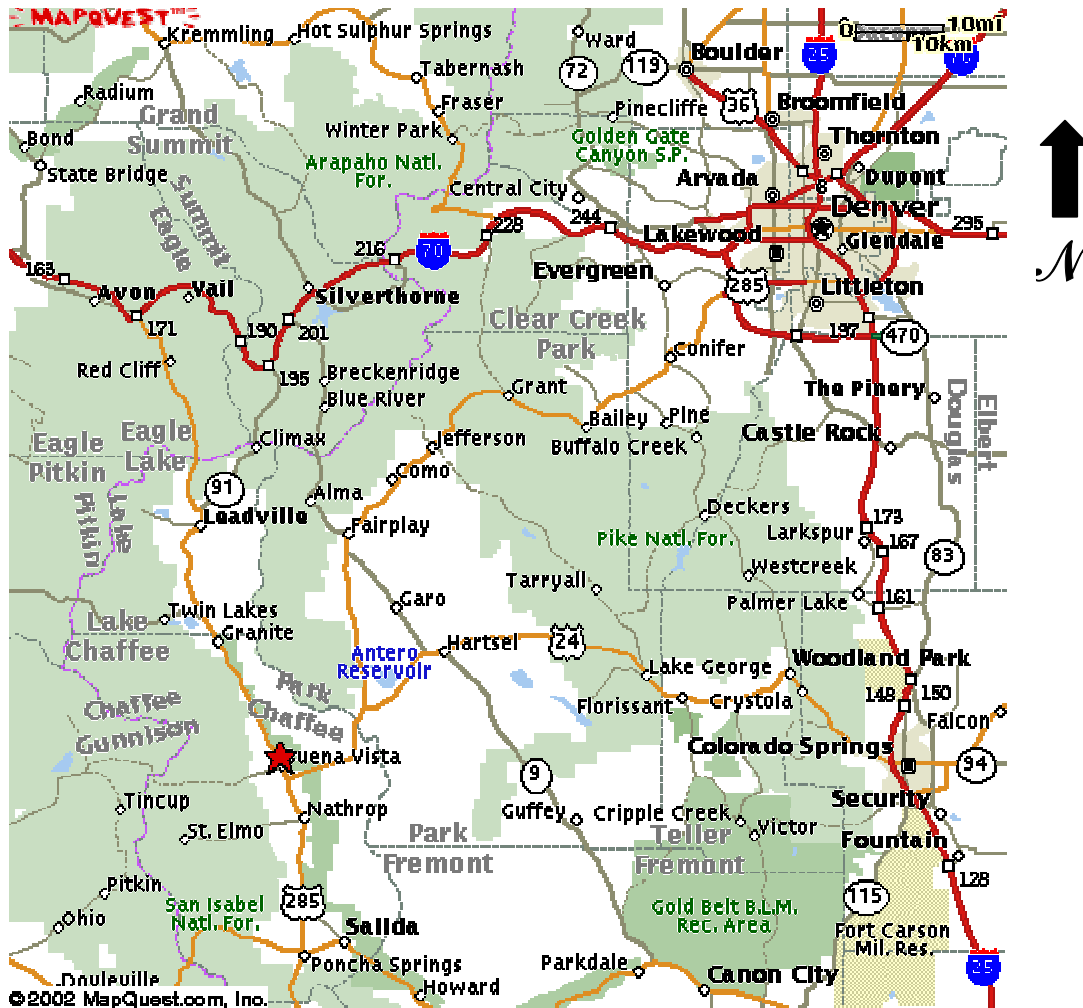 MAPQUEST
Kremmling
Hot Sulphur Springs
Ward
Boulder
25
10mi
10km
72
119
Tabernash
Radium
Fraser
Pinecliffe
36
Broomfield
Grand
Summit
Winter Park
Golden Gate
Canyon S.P.
Thornton
Bond
Arapaho Natl.
For.
State Bridge
Arvada
Dupont
Central City
Summit
Eagle
Denver
244
228
295
Lakewood
Glendale
216
70
163
Evergreen
285
Littleton
Avon
Vail
Silverthorne
171
190
201
Clear Creek
Park
197
470
Conifer
Red Cliff
195
Breckenridge
Grant
The Pinery
Blue River
Douglas
Elbert
Bailey
Pine
Eagle
Lake
Eagle
Pitkin
Climax
Jefferson
Buffalo Creek
Castle Rock
91
Como
Lake
Pitkin
Alma
Deckers
Leadville
Fairplay
173
Larkspur
167
83
Pike Natl. For.
Westcreek
Tarryall
Garo
Palmer Lake
161
Twin Lakes
Lake
Chaffee
Granite
Hartsel
24
Antero
Reservoir
Lake George
Woodland Park
Park
Chaffee
Florissant
Crystola
149
150
Falcon
Chaffee
Gunnison
Colorado Springs
94
Buena Vista
9
Tincup
Nathrop
Guffey
Cripple Creek
Security
St. Elmo
Victor
Park
Fremont
Teller
Fremont
Fountain
128
Pitkin
285
115
Ohio
San Isabel
Natl. For.
Gold Belt B.L.M.
Rec. Area
Salida
Fort Carson
Mil. Res.
Poncha Springs
Parkdale
Canon City
25
Doyleville
Howard
©2002 MapQuest.com, Inc.
N